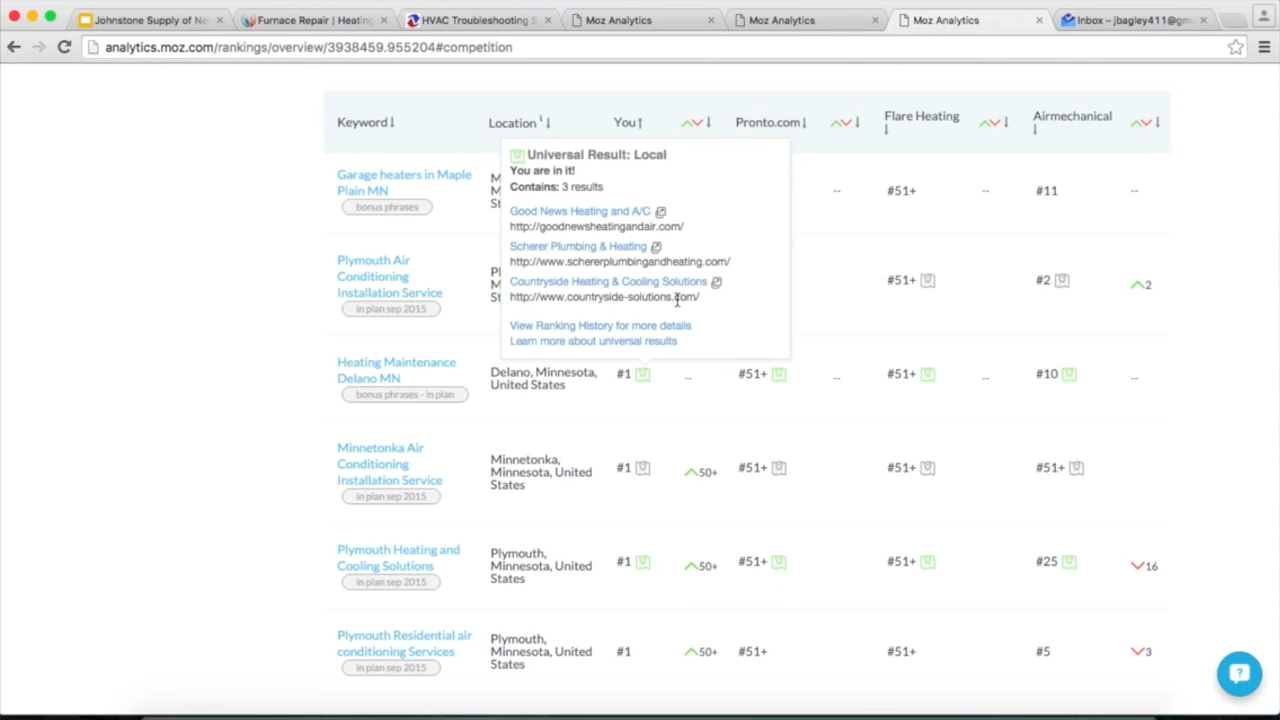 Johnstone Supply of Ne
Furnace Repair | Heating
HVAC Troubleshooting S
Moz Analytics
Moz Analytics
Moz Analytics
Inbox – jbagley411@gm
analytics.moz.com/rankings/overview/3938459.955204#competition
Keyword
Location
You
Pronto.com
Flare Heating
Airmechanical
Universal Result: Local
You are in it!
Contains: 3 results
Good News Heating and A/C
http://goodnewsheatingandair.com/
Scherer Plumbing & Heating
http://www.schererplumbingandheating.com/
Countryside Heating & Cooling Solutions
http://www.countryside-solutions.com/
View Ranking History for more details
Learn more about universal results
Garage heaters in Maple
Plain MN
bonus phrases
M
M
St
--
#51+
--
#11
--
Plymouth Air
Conditioning
Installation Service
in plan sep 2015
Pl
M
St
#51+
#2
2
Heating Maintenance
Delano MN
bonus phrases - in plan
Delano, Minnesota,
United States
#1
--
#51+
--
#51+
--
#10
--
Minnetonka Air
Conditioning
Installation Service
in plan sep 2015
Minnetonka,
Minnesota, United
States
#1
50+
#51+
#51+
#51+
Plymouth Heating and
Cooling Solutions
in plan sep 2015
Plymouth,
Minnesota, United
States
#1
50+
#51+
#51+
#25
16
Plymouth Residential air
conditioning Services
in plan sep 2015
Plymouth,
Minnesota, United
States
#1
50+
#51+
#51+
#5
3
?